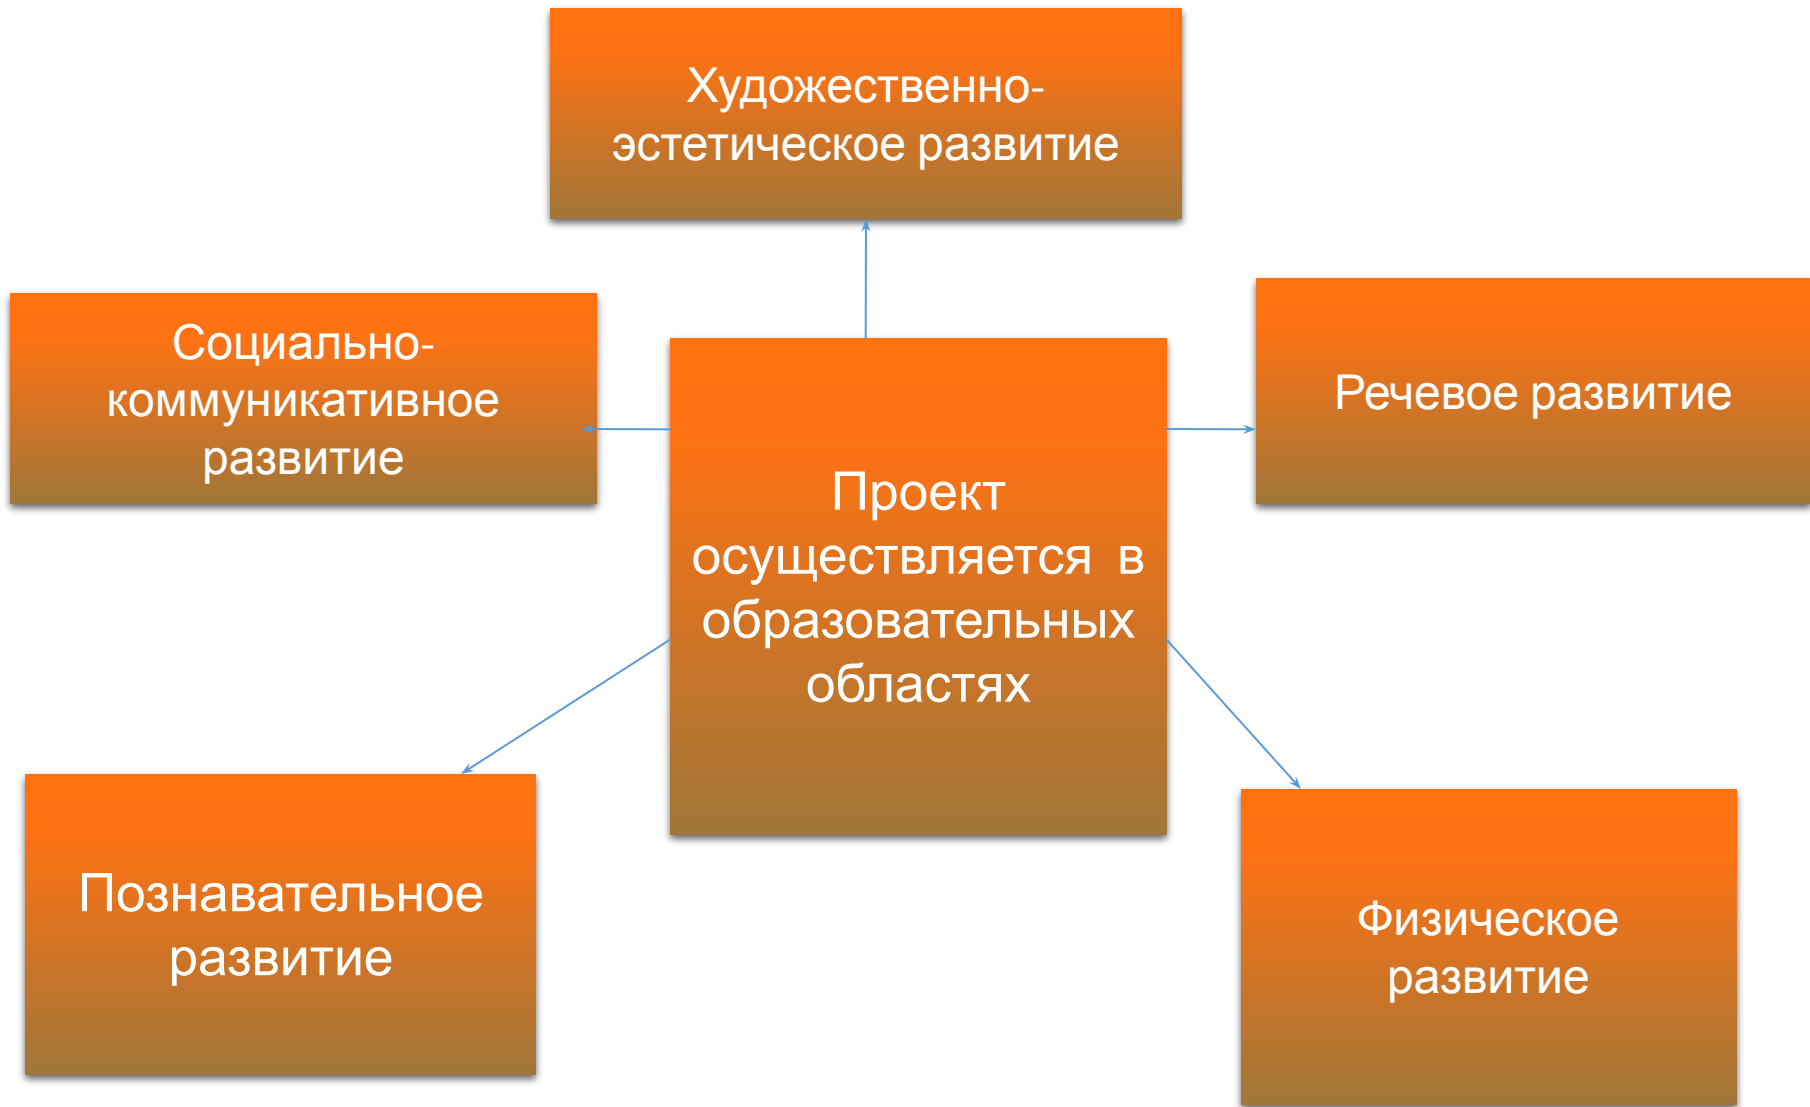 Художественно-
эстетическое развитие
Социально-
коммуникативное
развитие
Речевое развитие
Проект
осуществляется  в
образовательных
областях
Познавательное
развитие
Физическое
развитие